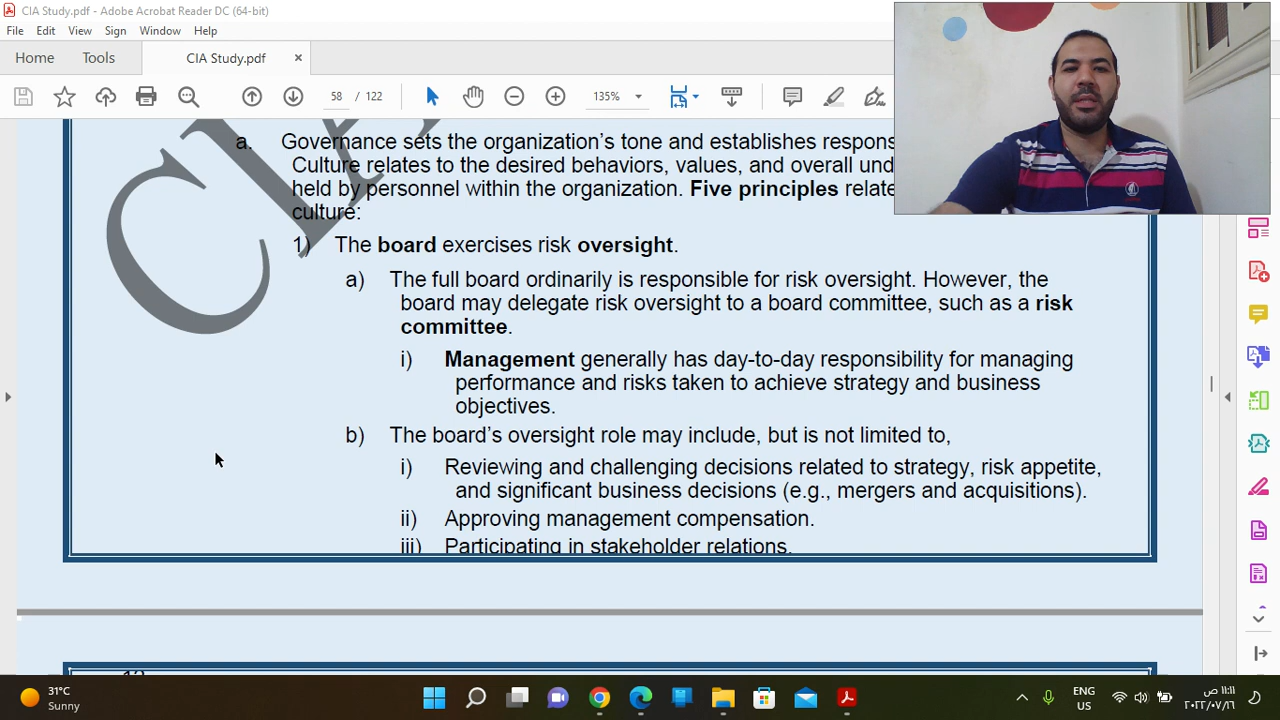 CIA Study.pdf - Adobe Acrobat Reader DC (64-bit)
File Edit View Sign Window Help
Home Tools CIA Study.pdf ×
58 / 122 135%
a. Governance sets the organization's tone and establishes
Culture relates to the desired behaviors, values, and overall
held by personnel within the organization. Five principles
culture:
1) The board exercises risk oversight.
a) The full board ordinarily is responsible for risk oversight. However, the
board may delegate risk oversight to a board committee, such as a risk
committee.
i) Management generally has day-to-day responsibility for managing
performance and risks taken to achieve strategy and business
objectives.
b) The board's oversight role may include, but is not limited to,
i) Reviewing and challenging decisions related to strategy, risk appetite,
and significant business decisions (e.g., mergers and acquisitions).
ii) Approving management compensation.
iii) Participating in stakeholder relations.
31°C
Sunny
ENG
US
١١:١١ ص
٢٠٢٢/٠٧/١٦